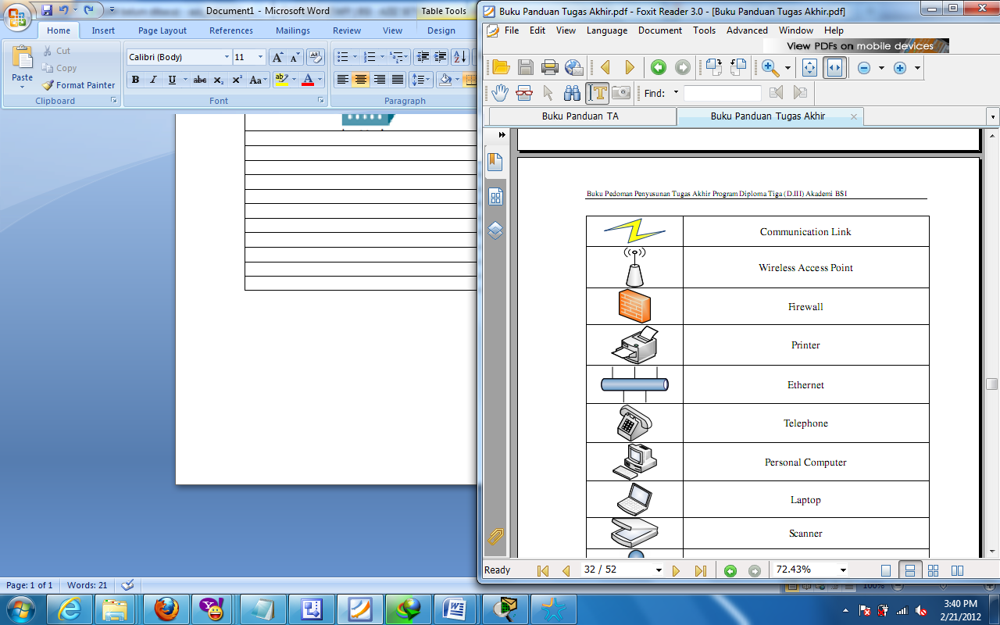 Document1 - Microsoft Word
Table Tools
Home Insert Page Layout References Mailings Review View Design
Paste
Cut
Copy
Format Painter
Clipboard
Calibri (Body) 11
Font
Paragraph
Page: 1 of 1 Words: 21
100%
Buku Panduan Tugas Akhir.pdf - Foxit Reader 3.0 - [Buku Panduan Tugas Akhir.pdf]
File Edit View Language Document Tools Advanced Window Help
View PDFs on mobile devices
Find:
Buku Panduan TA
Buku Panduan Tugas Akhir
Buku Pedoman Penyusunan Tugas Akhir Program Diploma Tiga (D.III) Akademi BSI
Communication Link
Wireless Access Point
Firewall
Printer
Ethernet
Telephone
Personal Computer
Laptop
Scanner
Ready
32 / 52
72.43%
3:40 PM
2/21/2012